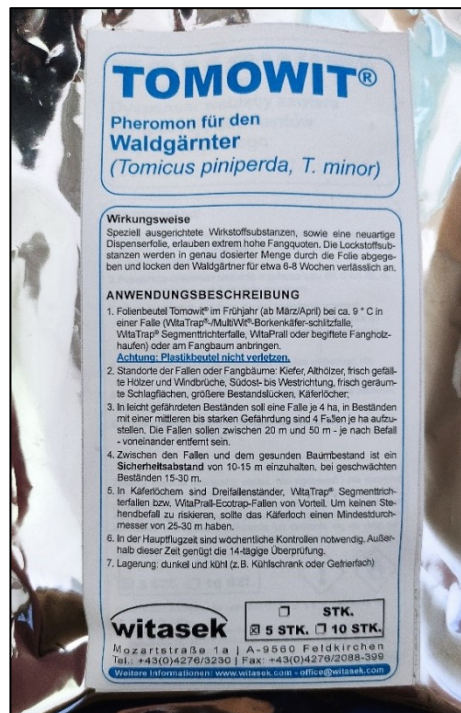 TOMOWIT®
Pheromon für den
Waldgärnter
(Tomicus piniperda, T. minor)
Wirkungsweise
Speziell ausgerichtete Wirkstoffsubstanzen, sowie eine neuartige
Dispenserfolie, erlauben extrem hohe Fangquoten. Die Lockstoffsub-
stanzen werden in genau dosierter Menge durch die Folie abgege-
ben und locken den Waldgärtner für etwa 6-8 Wochen verlässlich an.
ANWENDUNGSBESCHREIBUNG
1. Folienbeutel Tomowit® im Frühjahr (ab März/April) bei ca. 9 ° C in
einer Falle (WitaTrap®-/MultiWit®-Borkenkäfer-schlitzfalle,
WitaTrap® Segmenttrichterfalle, WitaPrall oder begiftete Fangholz-
haufen) oder am Fangbaum anbringen.
Achtung: Plastikbeutel nicht verletzen.
2. Standorte der Fallen oder Fangbäume: Kiefer, Althölzer, frisch gefäll-
te Hölzer und Windbrüche, Südost- bis Westrichtung, frisch geräum-
te Schlagflächen, größere Bestandslücken, Käferlöcher;
3. In leicht gefährdeten Beständen soll eine Falle je 4 ha, in Beständen
mit einer mittleren bis starken Gefährdung sind 4 Fallen je ha aufzu-
stellen. Die Fallen sollen zwischen 20 m und 50 m - je nach Befall
- voneinander entfernt sein.
4. Zwischen den Fallen und dem gesunden Baumbestand ist ein
Sicherheitsabstand von 10-15 m einzuhalten, bei geschwächten
Beständen 15-30 m.
5. In Käferlöchern sind Dreifallenständer, WitaTrap® Segmenttrich-
terfallen bzw. WitaPrall-Ecotrap-Fallen von Vorteil. Um keinen Ste-
hendbefall zu riskieren, sollte das Käferloch einen Mindestdurch-
messer von 25-30 m haben.
6. In der Hauptflugzeit sind wöchentliche Kontrollen notwendig. Außer-
halb dieser Zeit genügt die 14-tägige Überprüfung.
7. Lagerung: dunkel und kühl (z.B. Kühlschrank oder Gefrierfach)
☐ STK.
☒ 5 STK. ☐ 10 STK.
witasek
Mozartstraße 1a | A-9560 Feldkirchen
Tel.: +43(0)4276/3230 | Fax: +43(0)4276/2088-399
Weitere Informationen: www.witasek.com - office@witasek.com